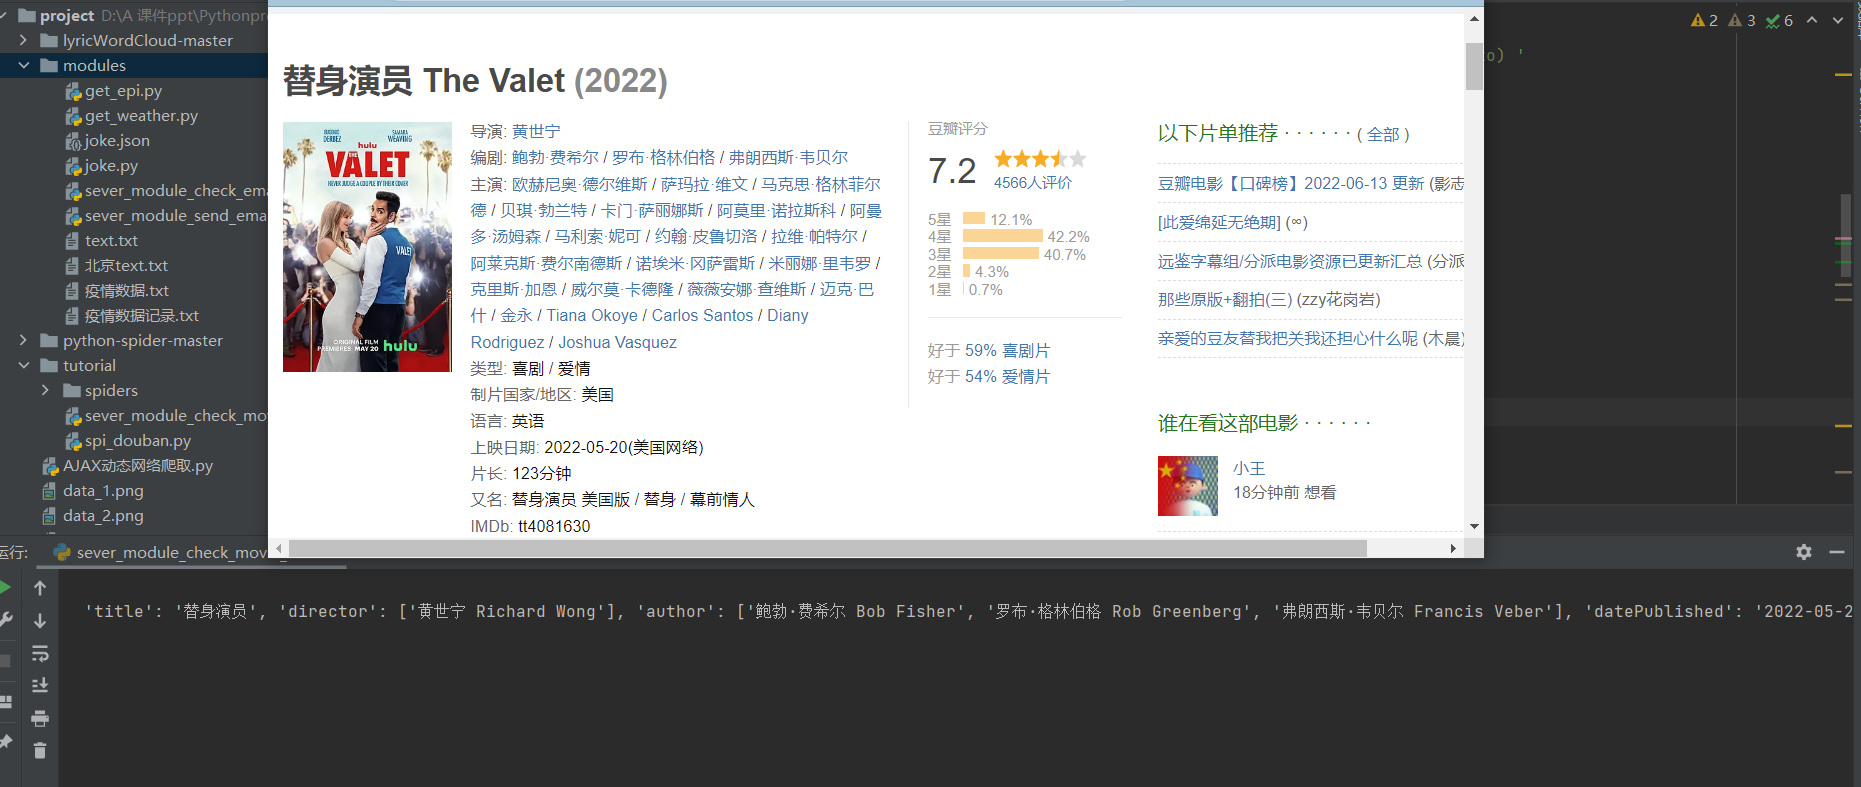 project D:\A 课件ppt\Pythonpr
lyricWordCloud-master
modules
get_epi.py
get_weather.py
joke.json
joke.py
sever_module_check_ema
sever_module_send_ema
text.txt
北京text.txt
疫情数据.txt
疫情数据记录.txt
python-spider-master
tutorial
spiders
sever_module_check_mo
spi_douban.py
AJAX动态网络爬取.py
data_1.png
data_2.png
替身演员 The Valet (2022)
EUGENIO DERBEZ
SAMARA WEAVING
hulu
THE VALET
NEVER JUDGE A COUPLE BY THEIR COVER
VALET
ORIGINAL FILM
PREMIERES MAY 20 hulu
导演: 黄世宁
编剧: 鲍勃·费希尔 / 罗布·格林伯格 / 弗朗西斯·韦贝尔
主演: 欧赫尼奥·德尔维斯 / 萨玛拉·维文 / 马克思·格林菲尔
德 / 贝琪·勃兰特 / 卡门·萨丽娜斯 / 阿莫里·诺拉斯科 / 阿曼
多·汤姆森 / 马利索·妮可 / 约翰·皮鲁切洛 / 拉维·帕特尔 /
阿莱克斯·费尔南德斯 / 诺埃米·冈萨雷斯 / 米丽娜·里韦罗 /
克里斯·加恩 / 威尔莫·卡德隆 / 薇薇安娜·查维斯 / 迈克·巴
什 / 金永 / Tiana Okoye / Carlos Santos / Diany
Rodriguez / Joshua Vasquez
类型: 喜剧 / 爱情
制片国家/地区: 美国
语言: 英语
上映日期: 2022-05-20(美国网络)
片长: 123分钟
又名: 替身演员 美国版 / 替身 / 幕前情人
IMDb: tt4081630
豆瓣评分
7.2
4566人评价
5星 12.1%
4星 42.2%
3星 40.7%
2星 4.3%
1星 0.7%
好于 59% 喜剧片
好于 54% 爱情片
以下片单推荐 · · · · · · ( 全部 )
豆瓣电影【口碑榜】2022-06-13 更新 (影志
[此爱绵延无绝期] (∞)
远鉴字幕组/分派电影资源已更新汇总 (分派
那些原版+翻拍(三) (zzy花岗岩)
亲爱的豆友替我把关我还担心什么呢 (木晨)
谁在看这部电影 · · · · · ·
小王
18分钟前 想看
2 3 6
o) '
运行: sever_module_check_mov
'title': '替身演员', 'director': ['黄世宁 Richard Wong'], 'author': ['鲍勃·费希尔 Bob Fisher', '罗布·格林伯格 Rob Greenberg', '弗朗西斯·韦贝尔 Francis Veber'], 'datePublished': '2022-05-2